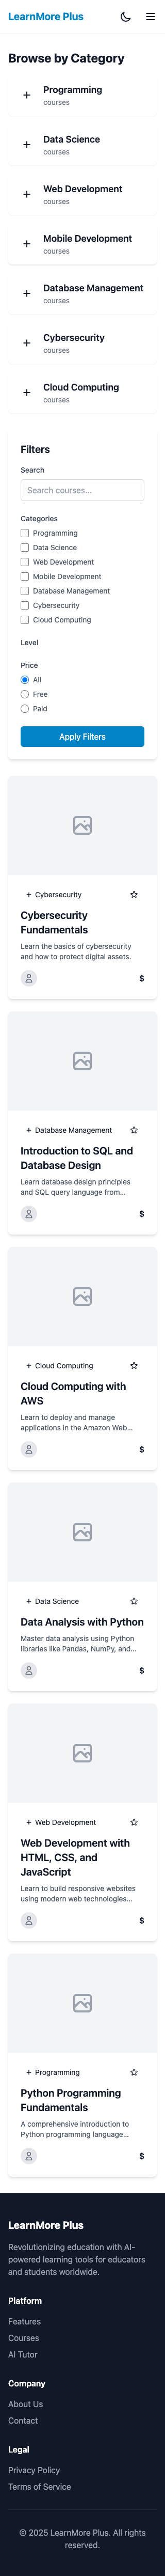 LearnMore Plus
Browse by Category
Programming
courses
Data Science
courses
Web Development
courses
Mobile Development
courses
Database Management
courses
Cybersecurity
courses
Cloud Computing
courses
Filters
Search
Search courses...
Categories
Programming
Data Science
Web Development
Mobile Development
Database Management
Cybersecurity
Cloud Computing
Level
Price
All
Free
Paid
Apply Filters
Cybersecurity
Cybersecurity
Fundamentals
Learn the basics of cybersecurity
and how to protect digital assets.
$
Database Management
Introduction to SQL and
Database Design
Learn database design principles
and SQL query language from...
$
Cloud Computing
Cloud Computing with
AWS
Learn to deploy and manage
applications in the Amazon Web...
$
Data Science
Data Analysis with Python
Master data analysis using Python
libraries like Pandas, NumPy, and...
$
Web Development
Web Development with
HTML, CSS, and
JavaScript
Learn to build responsive websites
using modern web technologies...
$
Programming
Python Programming
Fundamentals
A comprehensive introduction to
Python programming language...
$
LearnMore Plus
Revolutionizing education with AI-
powered learning tools for educators
and students worldwide.
Platform
Features
Courses
AI Tutor
Company
About Us
Contact
Legal
Privacy Policy
Terms of Service
© 2025 LearnMore Plus. All rights
reserved.